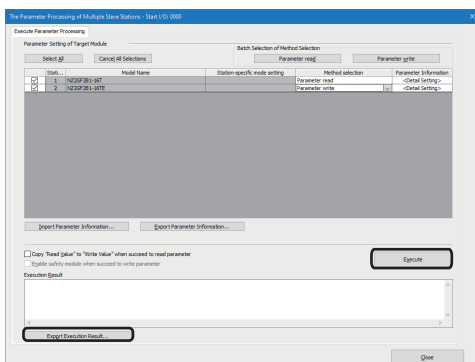 The Parameter Processing of Multiple Slave Stations - Start I/O: 0000
Execute Parameter Processing
Parameter Setting of Target Module
Batch Selection of Method Selection
Select All Cancel All Selections Parameter read Parameter write
Stati... Model Name Station-specific mode setting Method selection Parameter Information
1 NZ2GF2B1-16T Parameter read <Detail Setting>
2 NZ2GF2B1-16TE Parameter write <Detail Setting>
Import Parameter Information... Export Parameter Information...
Copy "Read Value" to "Write Value" when succeed to read parameter
Enable safety module when succeed to write parameter
Execute
Execution Result
Export Execution Result...
Close